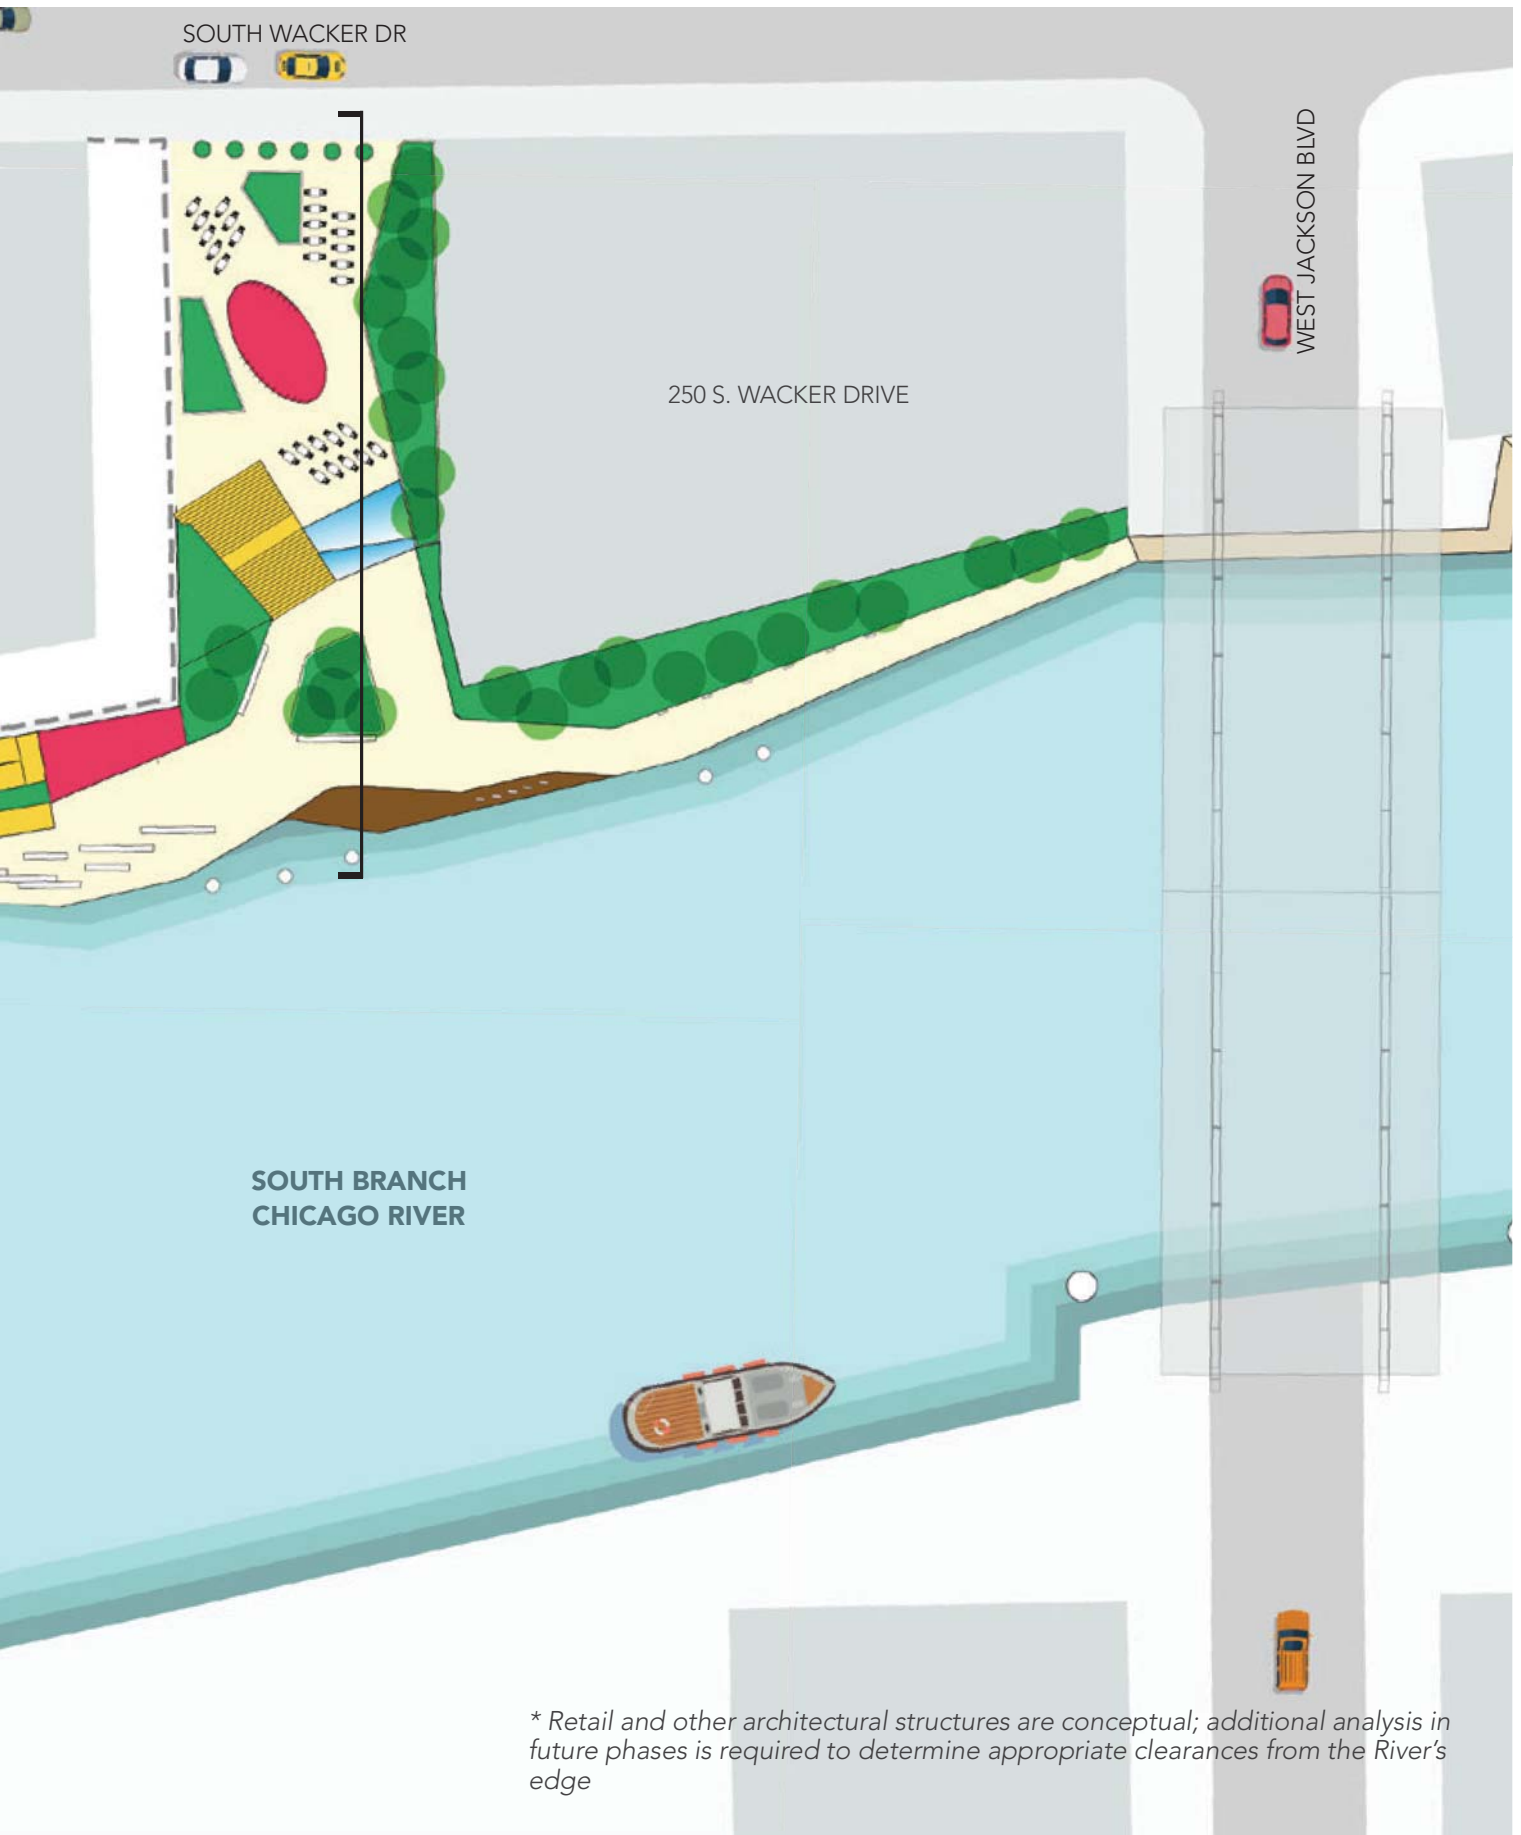 SOUTH WACKER DR
WEST JACKSON BLVD
250 S. WACKER DRIVE
SOUTH BRANCH
CHICAGO RIVER
* Retail and other architectural structures are conceptual; additional analysis in
future phases is required to determine appropriate clearances from the River’s
edge